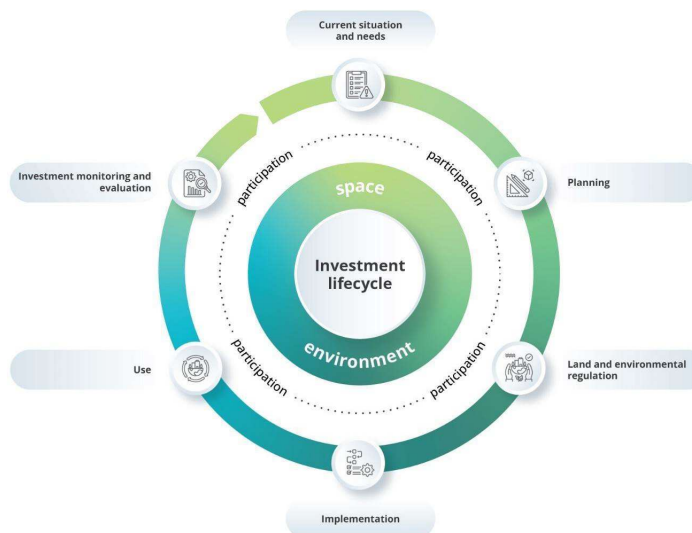 Current situation
and needs
participation
participation
space
Investment monitoring and
evaluation
Planning
Investment
lifecycle
environment
participation
participation
Use
Land and environmental
regulation
Implementation